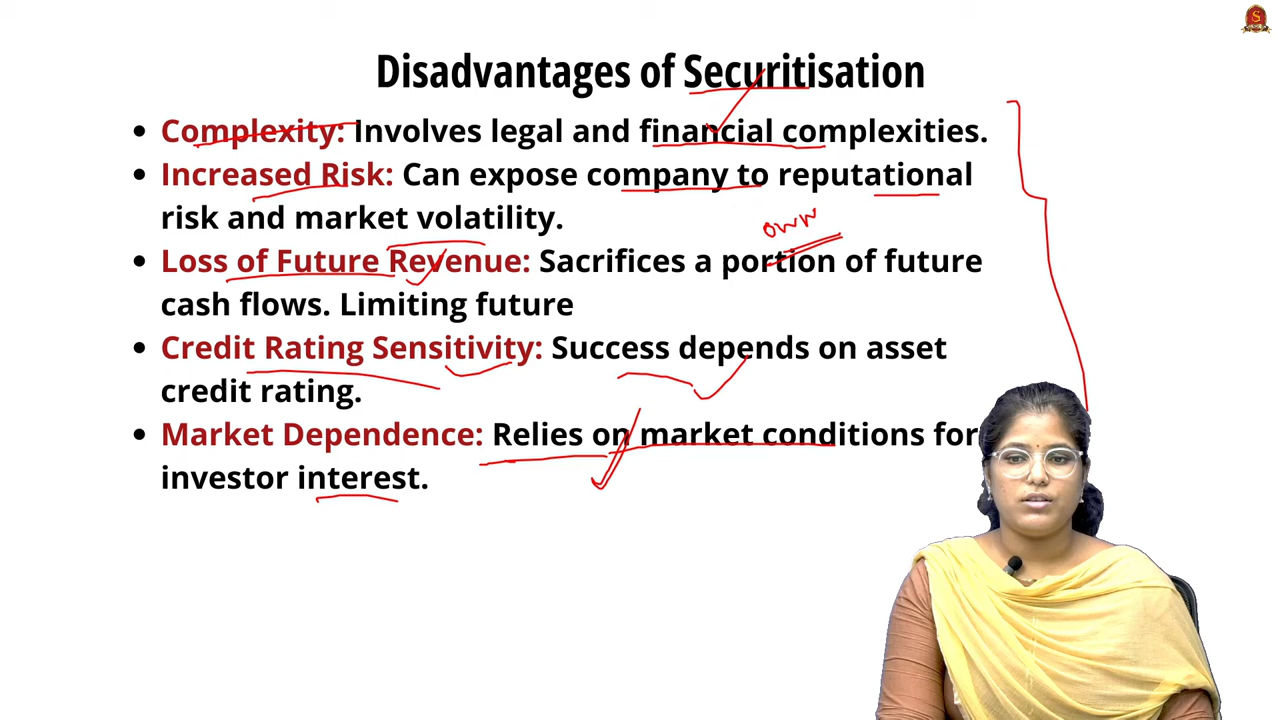 Disadvantages of Securitisation
• Complexity: Involves legal and financial complexities.
• Increased Risk: Can expose company to reputational
risk and market volatility.
own
• Loss of Future Revenue: Sacrifices a portion of future
cash flows. Limiting future
• Credit Rating Sensitivity: Success depends on asset
credit rating.
• Market Dependence: Relies on market conditions for
investor interest.